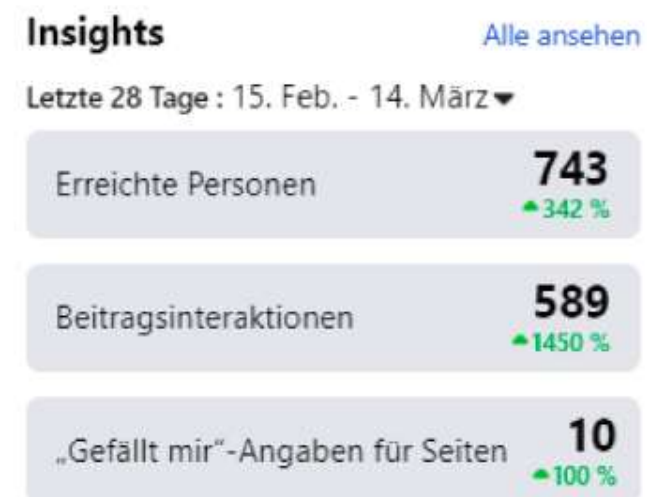 Insights
Alle ansehen
Letzte 28 Tage : 15. Feb. - 14. März
Erreichte Personen
743
342 %
Beitragsinteraktionen
589
1450 %
„Gefällt mir“-Angaben für Seiten
10
100 %